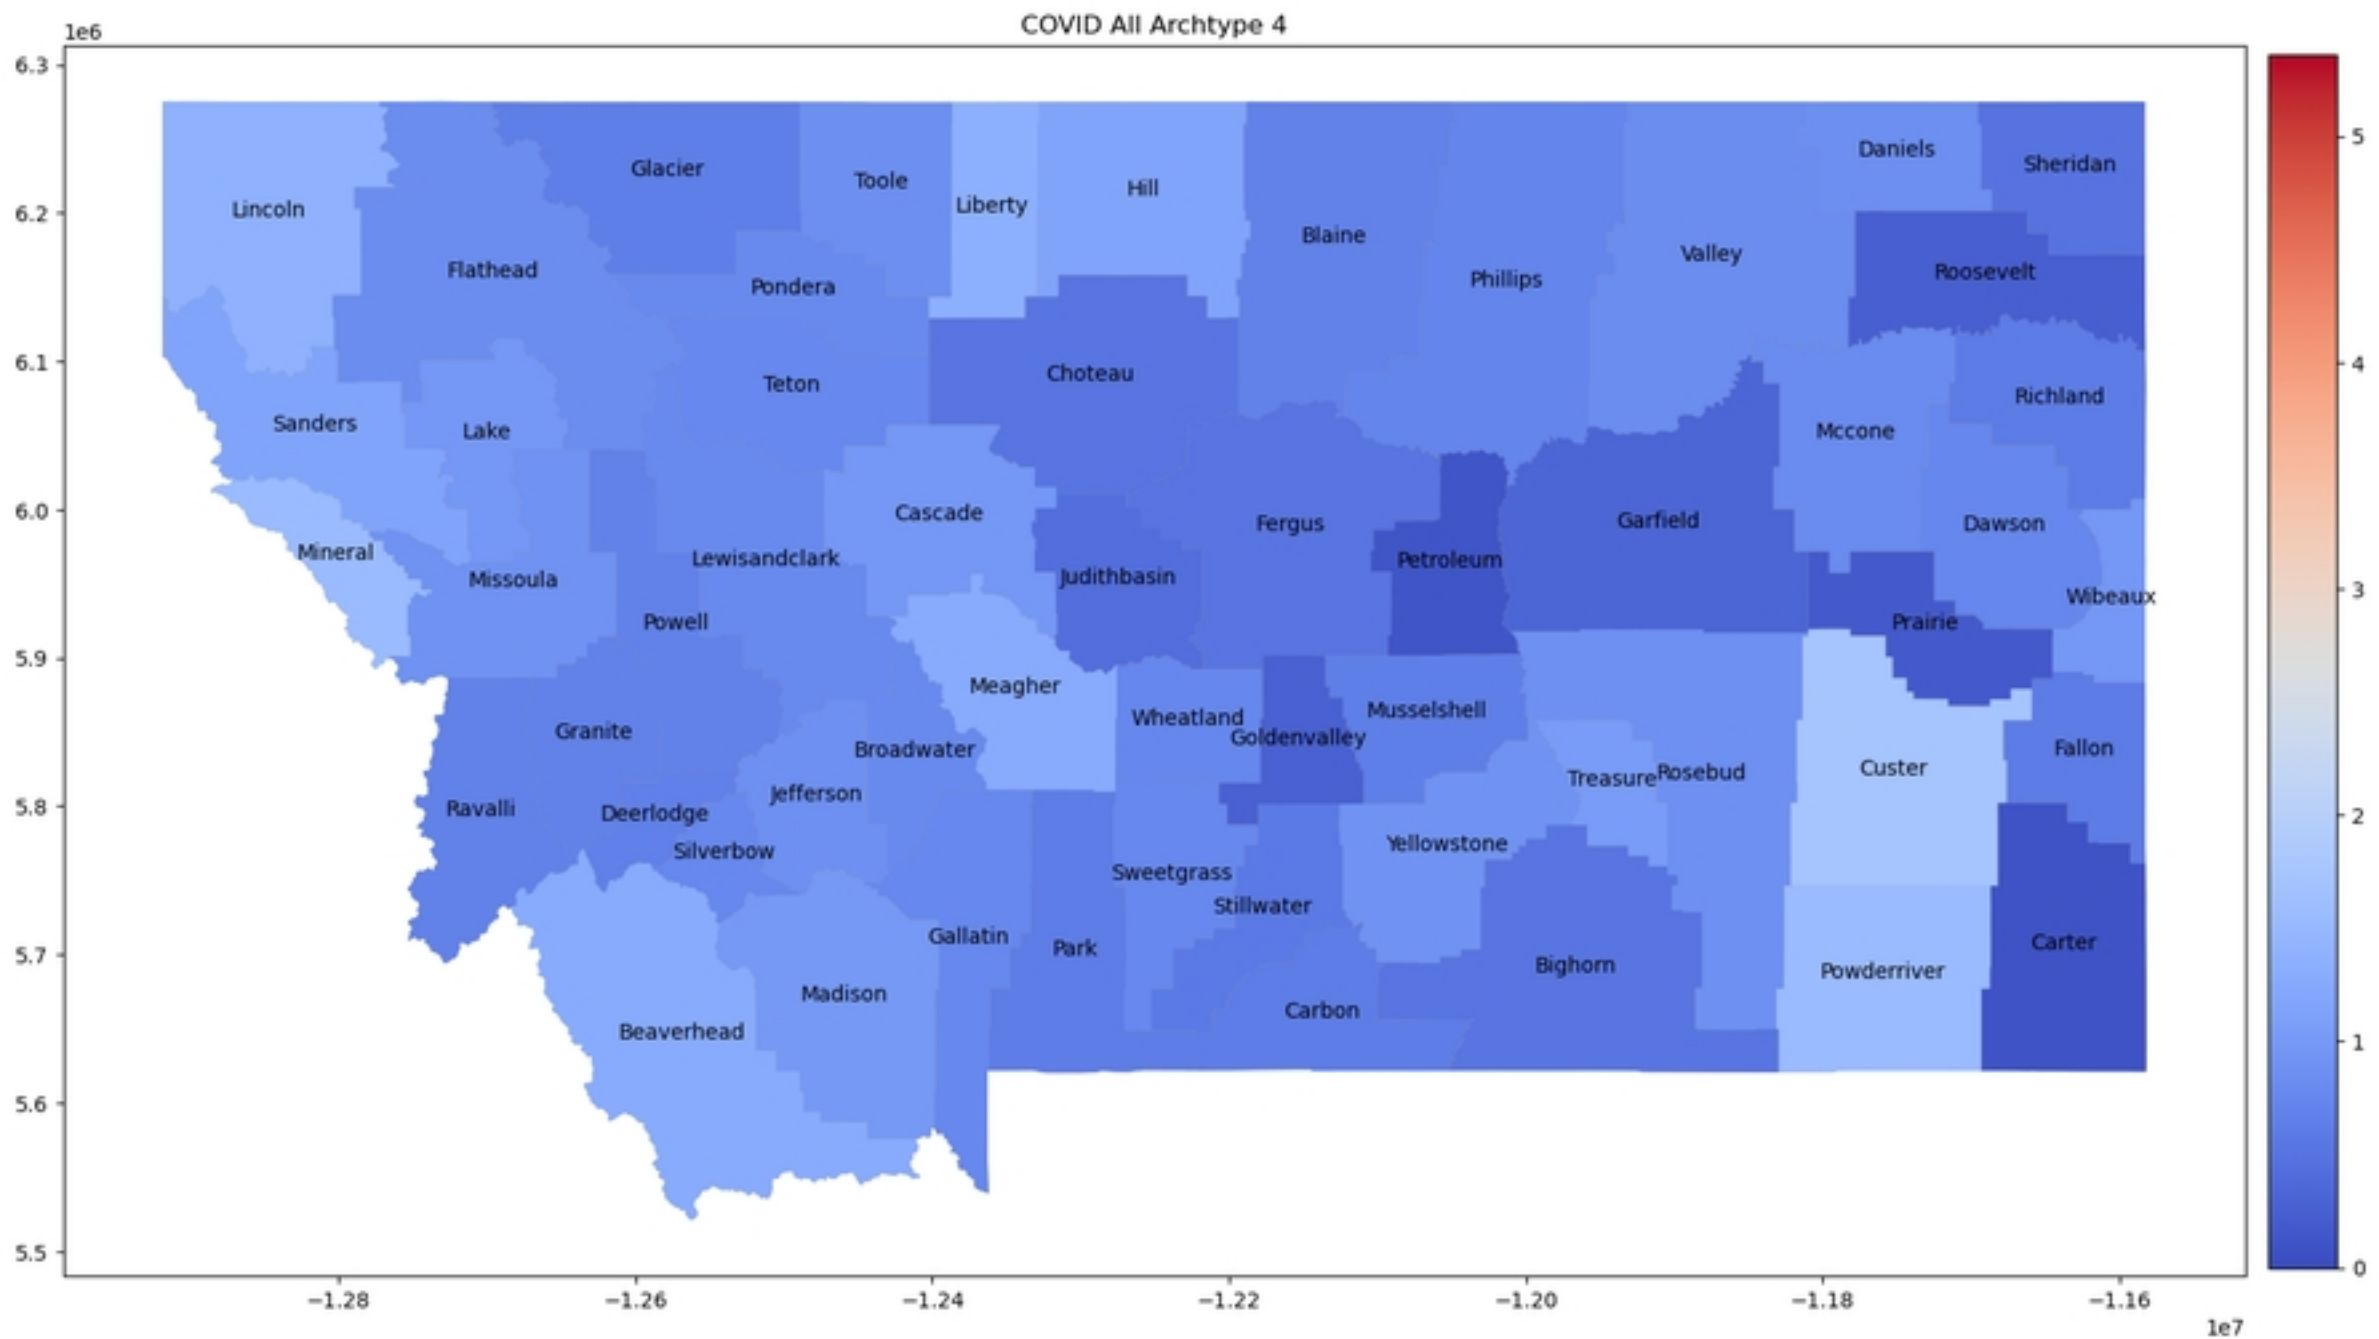 COVID All Archtype 4
1e6
6.3
6.2
6.1
6.0
5.9
5.8
5.7
5.6
5.5
Daniels
Sheridan
Glacier
Toole
Hill
Liberty
Lincoln
Blaine
Valley
Flathead
Roosevelt
Phillips
Pondera
Choteau
Teton
Richland
Sanders
Lake
Mccone
Cascade
Fergus
Garfield
Dawson
Mineral
Lewisandclark
Petroleum
Missoula
Judithbasin
Wibeaux
Powell
Prairie
Meagher
Musselshell
Wheatland
Granite
Goldenvalley
Broadwater
Fallon
Custer
Treasure
Rosebud
Jefferson
Ravalli
Deerlodge
Silverbow
Yellowstone
Sweetgrass
Stillwater
Gallatin
Park
Carter
Bighorn
Powderriver
Madison
Carbon
Beaverhead
5
4
3
2
1
0
−1.28
−1.26
−1.24
−1.22
−1.20
−1.18
−1.16
1e7